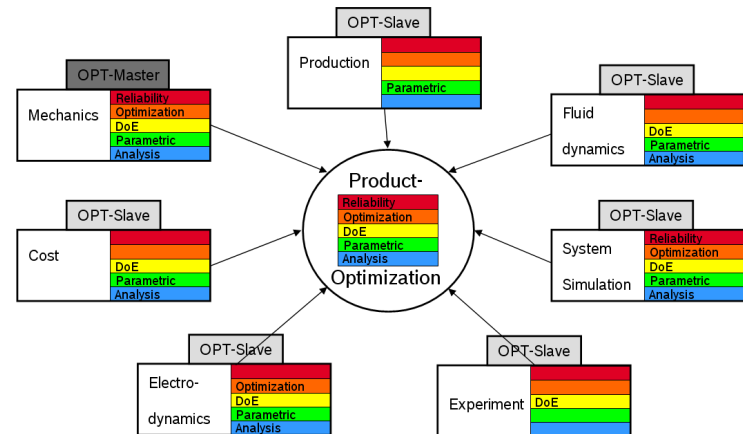 OPT-Slave
Production
Parametric
OPT-Master
Mechanics
Reliability
Optimization
DoE
Parametric
Analysis
OPT-Slave
Fluid
dynamics
DoE
Parametric
Analysis
Product-
Reliability
Optimization
DoE
Parametric
Analysis
Optimization
OPT-Slave
Cost
DoE
Parametric
Analysis
OPT-Slave
System
Simulation
Reliability
Optimization
DoE
Parametric
Analysis
OPT-Slave
Electro-
dynamics
Optimization
DoE
Parametric
Analysis
OPT-Slave
Experiment
DoE